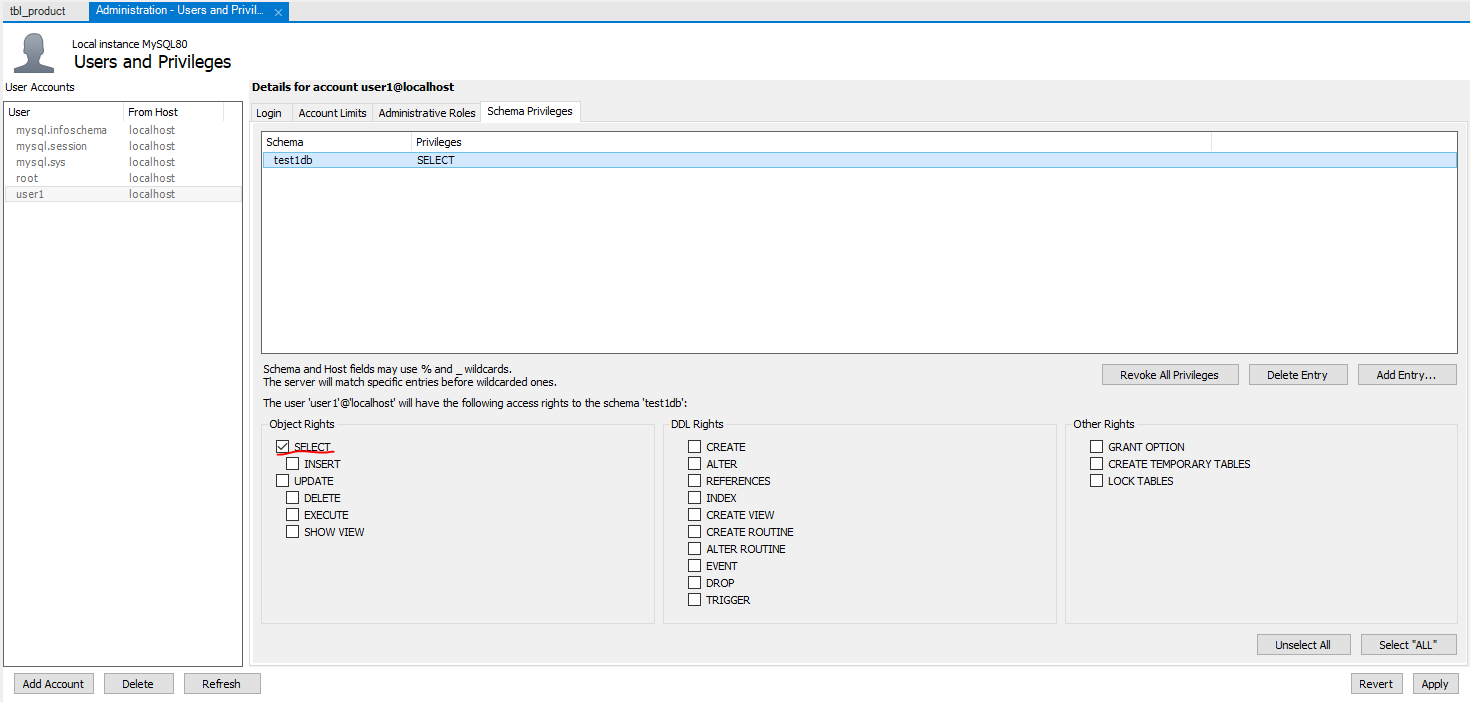 tbl_product
Administration - Users and Privil...
Local instance MySQL80
Users and Privileges
User Accounts
User From Host
mysql.infoschema localhost
mysql.session localhost
mysql.sys localhost
root localhost
user1 localhost
Add Account Delete Refresh
Details for account user1@localhost
Login Account Limits Administrative Roles Schema Privileges
Schema Privileges
test1db SELECT
Schema and Host fields may use % and _ wildcards.
The server will match specific entries before wildcarded ones.
Revoke All Privileges Delete Entry Add Entry...
The user 'user1'@'localhost' will have the following access rights to the schema 'test1db':
Object Rights
SELECT
INSERT
UPDATE
DELETE
EXECUTE
SHOW VIEW
DDL Rights
CREATE
ALTER
REFERENCES
INDEX
CREATE VIEW
CREATE ROUTINE
ALTER ROUTINE
EVENT
DROP
TRIGGER
Other Rights
GRANT OPTION
CREATE TEMPORARY TABLES
LOCK TABLES
Unselect All Select "ALL"
Revert Apply